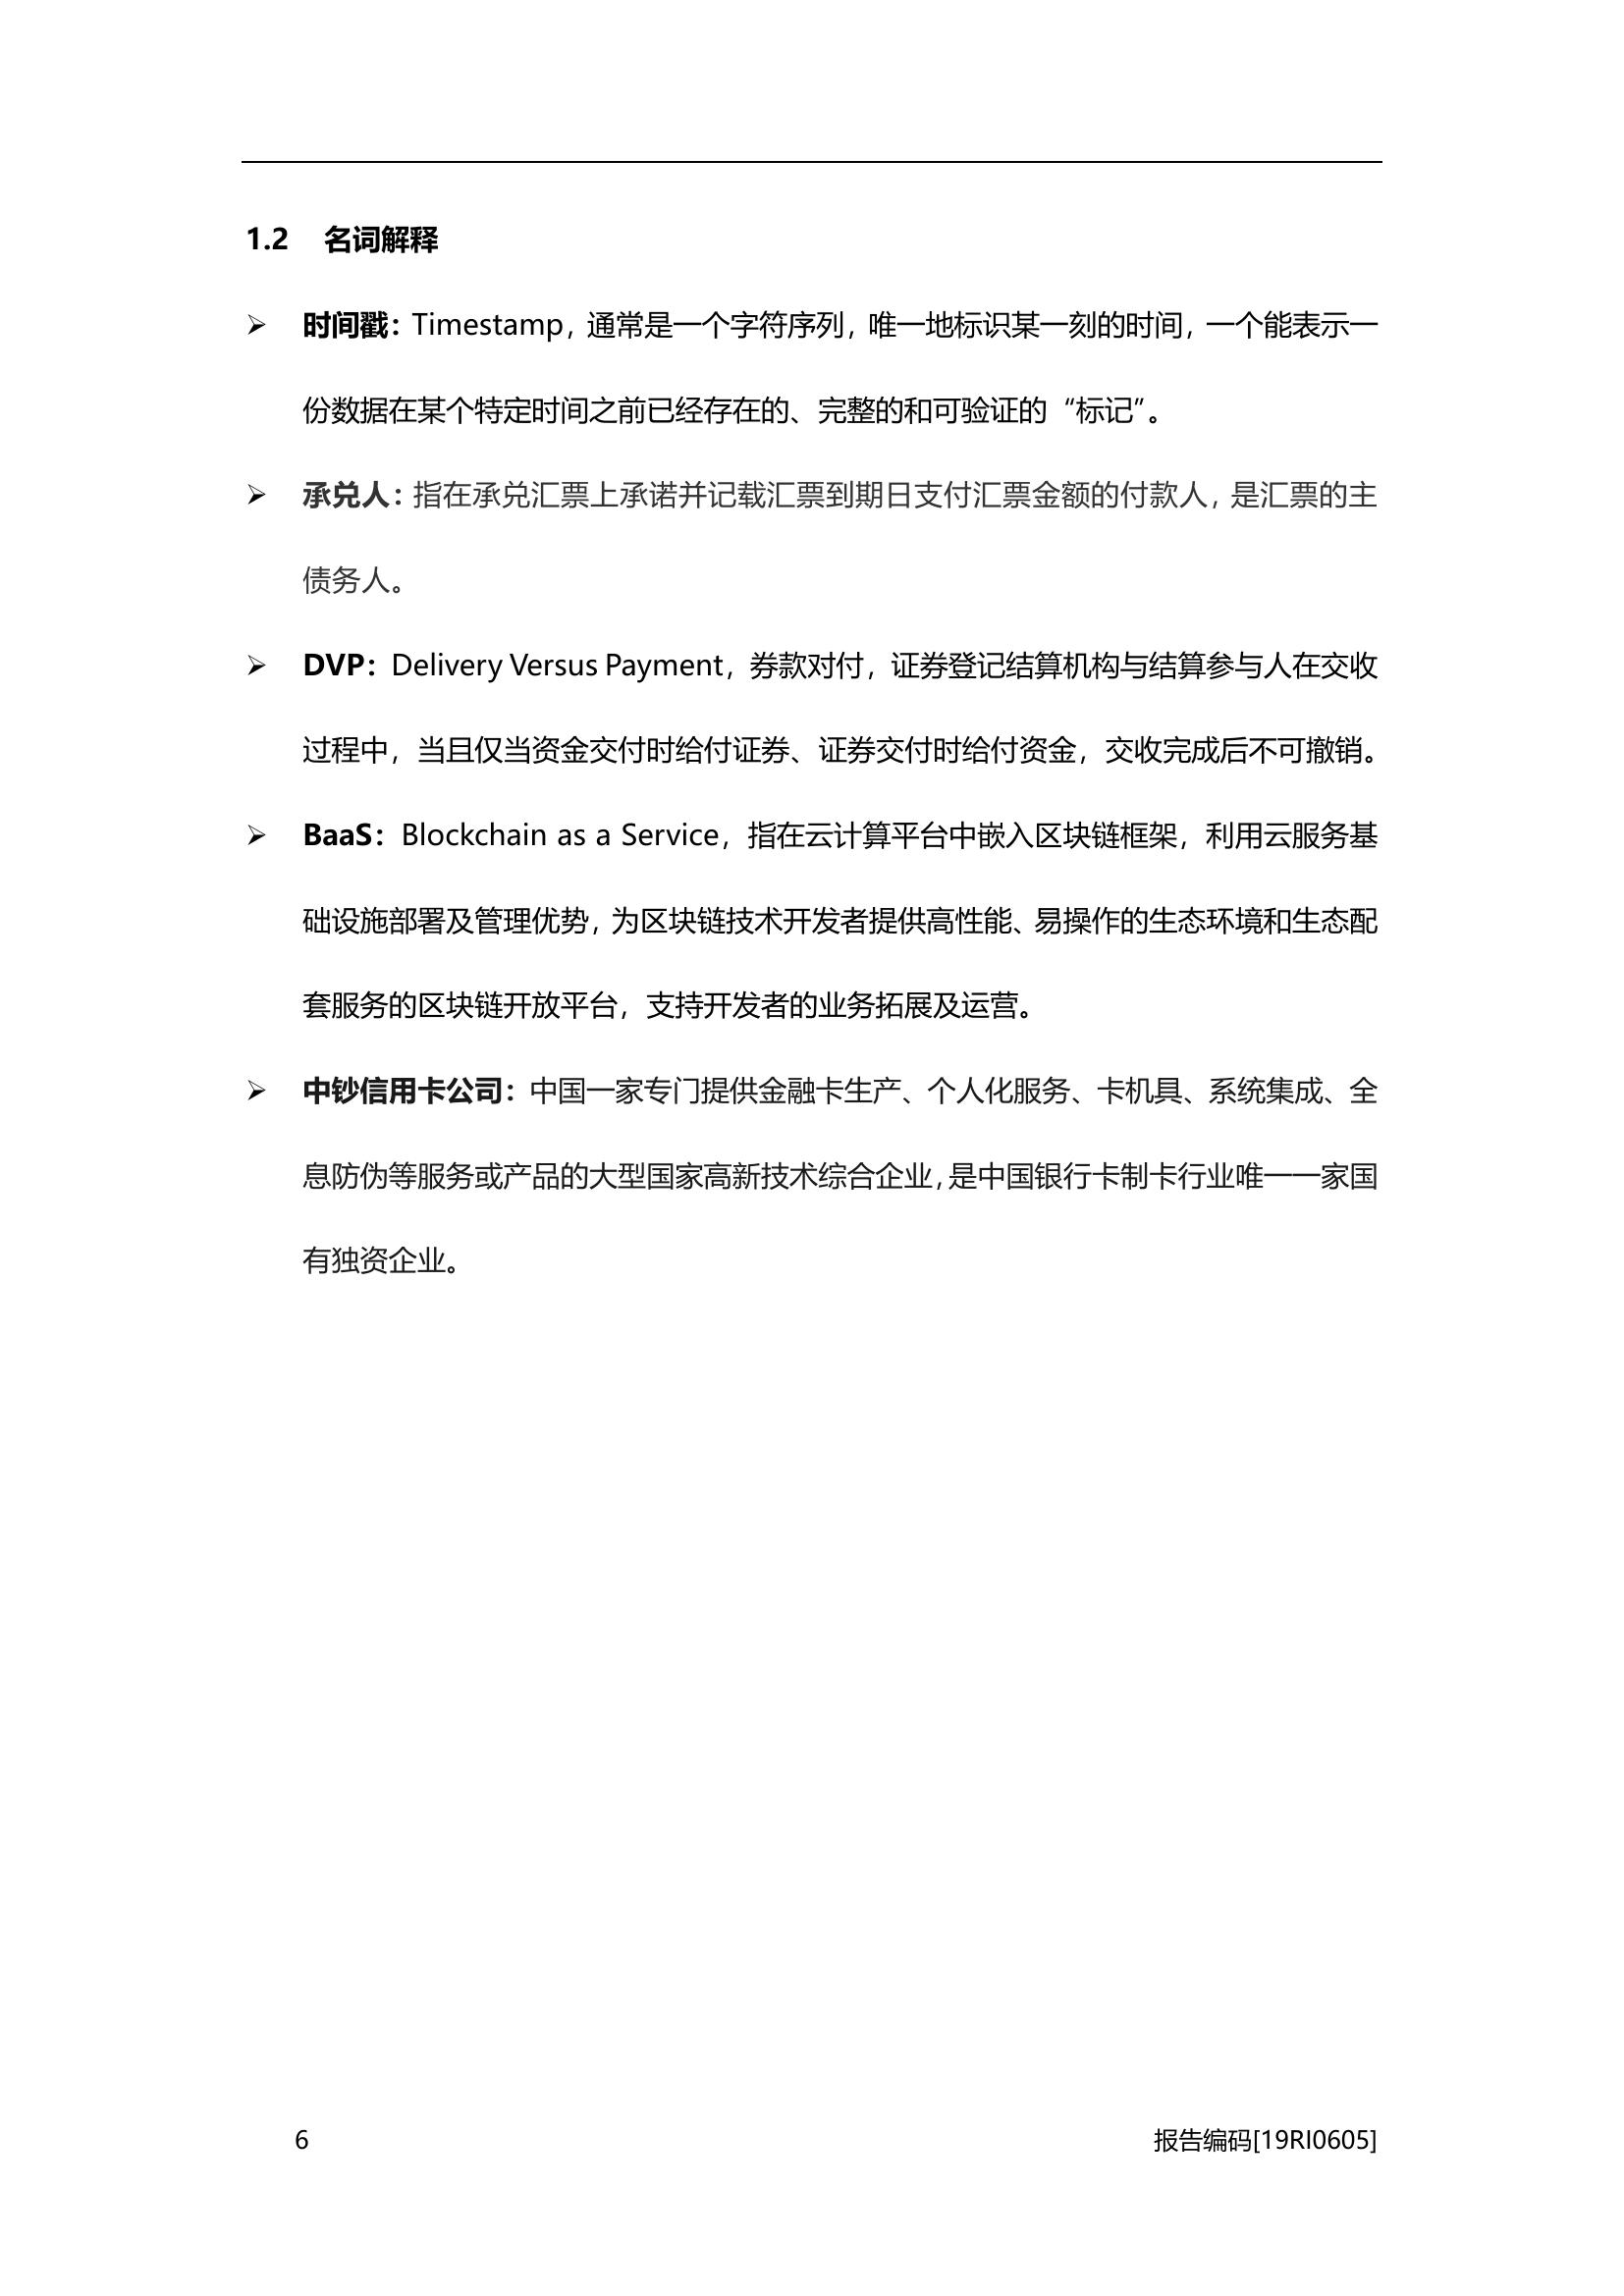 1.2 名词解释
➢ 时间戳：Timestamp，通常是一个字符序列，唯一地标识某一刻的时间，一个能表示一
份数据在某个特定时间之前已经存在的、完整的和可验证的“标记”。
➢ 承兑人：指在承兑汇票上承诺并记载汇票到期日支付汇票金额的付款人，是汇票的主
债务人。
➢ DVP：Delivery Versus Payment，券款对付，证券登记结算机构与结算参与人在交收
过程中，当且仅当资金交付时给付证券、证券交付时给付资金，交收完成后不可撤销。
➢ BaaS：Blockchain as a Service，指在云计算平台中嵌入区块链框架，利用云服务基
础设施部署及管理优势，为区块链技术开发者提供高性能、易操作的生态环境和生态配
套服务的区块链开放平台，支持开发者的业务拓展及运营。
➢ 中钞信用卡公司：中国一家专门提供金融卡生产、个人化服务、卡机具、系统集成、全
息防伪等服务或产品的大型国家高新技术综合企业，是中国银行卡制卡行业唯一一家国
有独资企业。
6 报告编码[19RI0605]